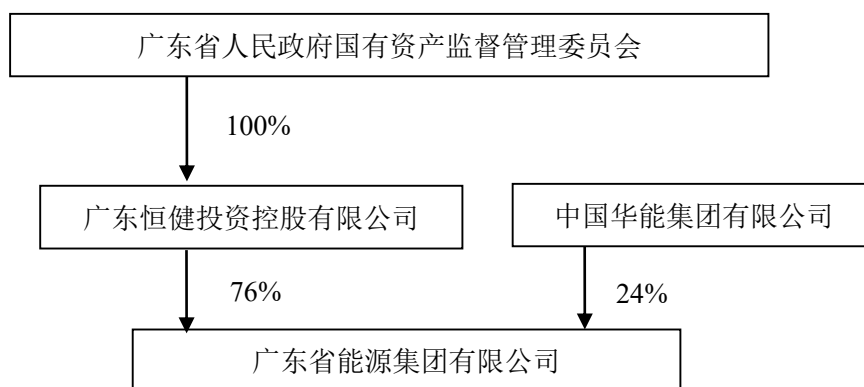 广东省人民政府国有资产监督管理委员会
100%
广东恒健投资控股有限公司
中国华能集团有限公司
76%
24%
广东省能源集团有限公司